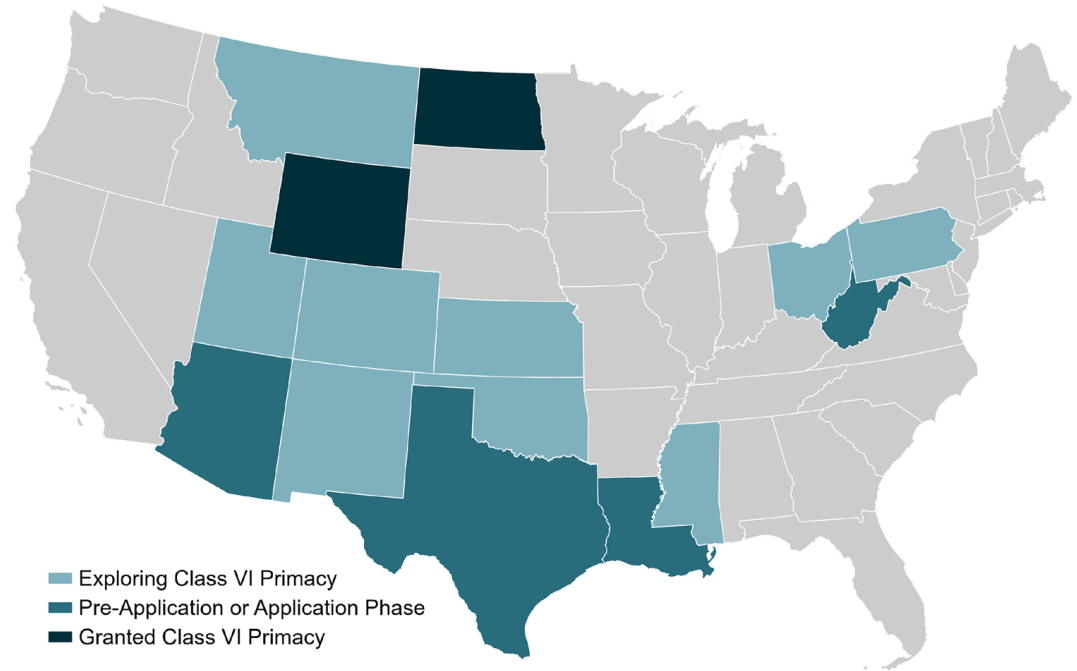 Exploring Class VI Primacy
Pre-Application or Application Phase
Granted Class VI Primacy